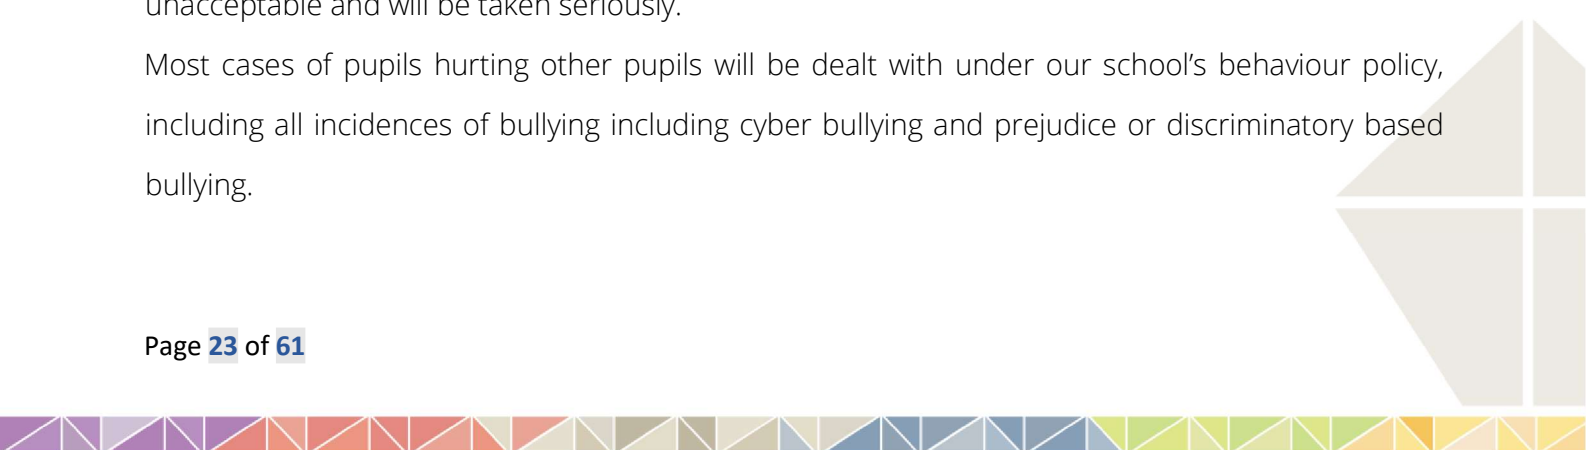 unacceptable and will be taken seriously.
Most cases of pupils hurting other pupils will be dealt with under our school’s behaviour policy,
including all incidences of bullying including cyber bullying and prejudice or discriminatory based
bullying.
Page 23 of 61